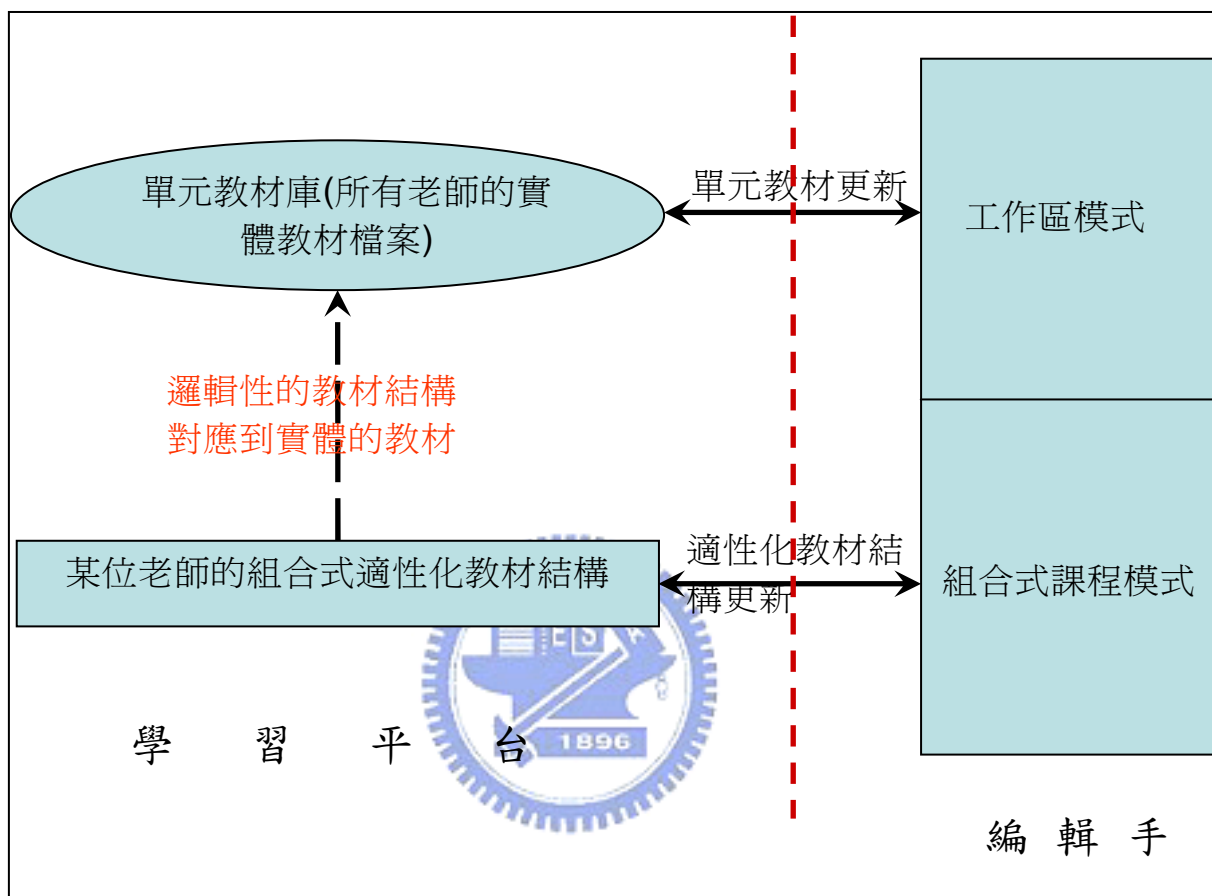 單元教材庫(所有老師的實
體教材檔案)
單元教材更新
工作區模式
邏輯性的教材結構
對應到實體的教材
某位老師的組合式適性化教材結構
適性化教材結
構更新
組合式課程模式
E S
1896
學 習 平 台
編 輯 手